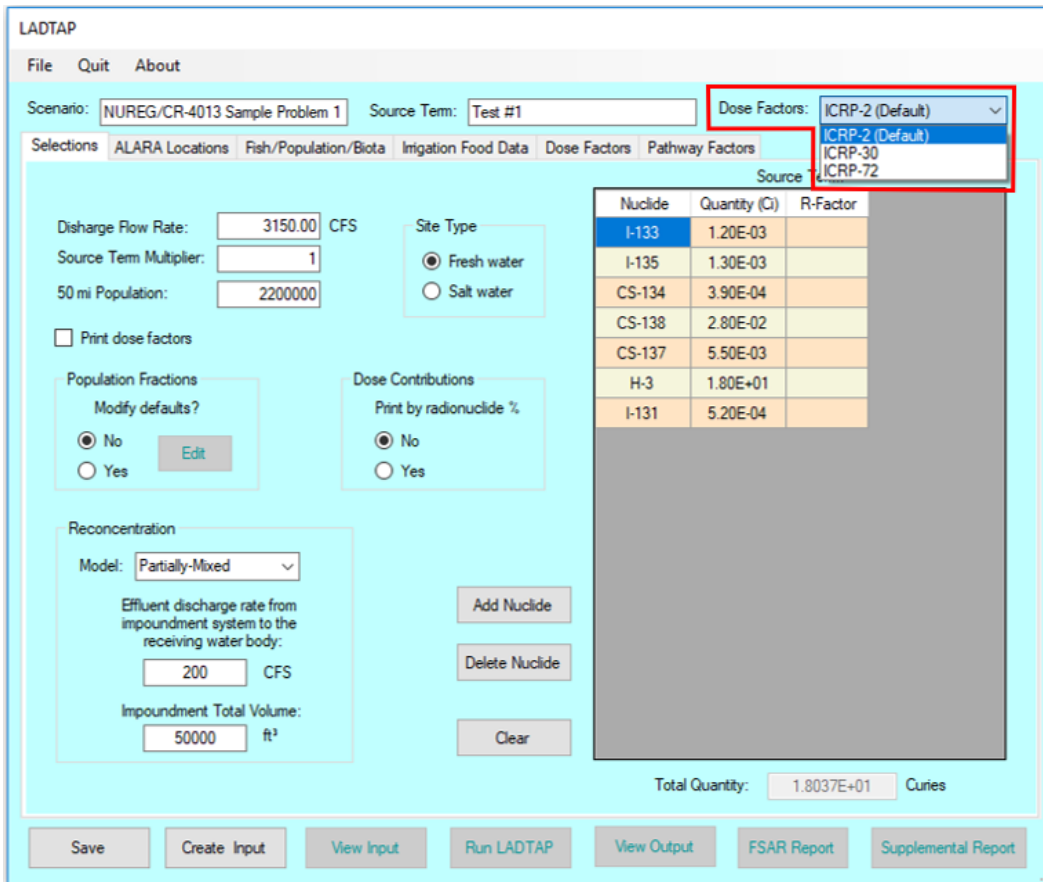 LADTAP
File Quit About
Scenario: NUREG/CR-4013 Sample Problem 1 Source Term: Test #1 Dose Factors: ICRP-2 (Default)
ICRP-2 (Default)
ICRP-30
ICRP-72
Selections ALARA Locations Fish/Population/Biota Irrigation Food Data Dose Factors Pathway Factors
Source
Disharge Flow Rate: 3150.00 CFS
Source Term Multiplier: 1
50 mi Population: 2200000
Print dose factors
Site Type
Fresh water
Salt water
Population Fractions
Modify defaults?
No
Yes
Edit
Dose Contributions
Print by radionuclide %
No
Yes
Reconcentration
Model: Partially-Mixed
Effluent discharge rate from
impoundment system to the
receiving water body:
200 CFS
Impoundment Total Volume:
50000 ft³
Add Nuclide
Delete Nuclide
Clear
Nuclide Quantity (Ci) R-Factor
I-133 1.20E-03
I-135 1.30E-03
CS-134 3.90E-04
CS-138 2.80E-02
CS-137 5.50E-03
H-3 1.80E+01
I-131 5.20E-04
Total Quantity: 1.8037E+01 Curies
Save Create Input View Input Run LADTAP View Output FSAR Report Supplemental Report